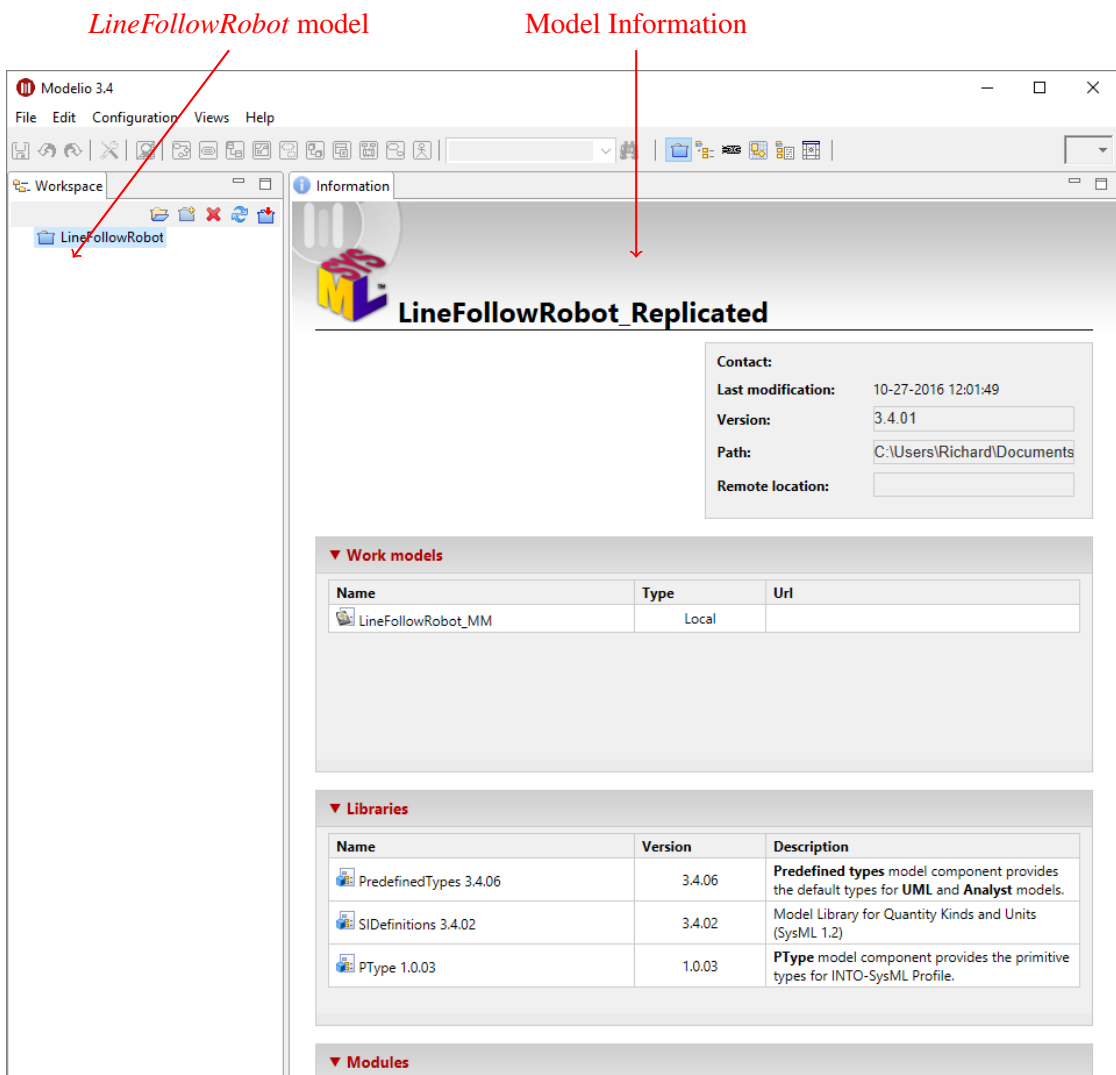 LineFollowRobot model
Model Information
Modelio 3.4
File Edit Configuration Views Help
Workspace
Information
LineFollowRobot
SYS
ML
TM
LineFollowRobot_Replicated
Contact:
Last modification: 10-27-2016 12:01:49
Version: 3.4.01
Path: C:\Users\Richard\Documents
Remote location:
Work models
Name Type Url
LineFollowRobot_MM Local
Libraries
Name Version Description
PredefinedTypes 3.4.06 3.4.06 Predefined types model component provides
the default types for UML and Analyst models.
SIDefinitions 3.4.02 3.4.02 Model Library for Quantity Kinds and Units
(SysML 1.2)
PType 1.0.03 1.0.03 PType model component provides the primitive
types for INTO-SysML Profile.
Modules